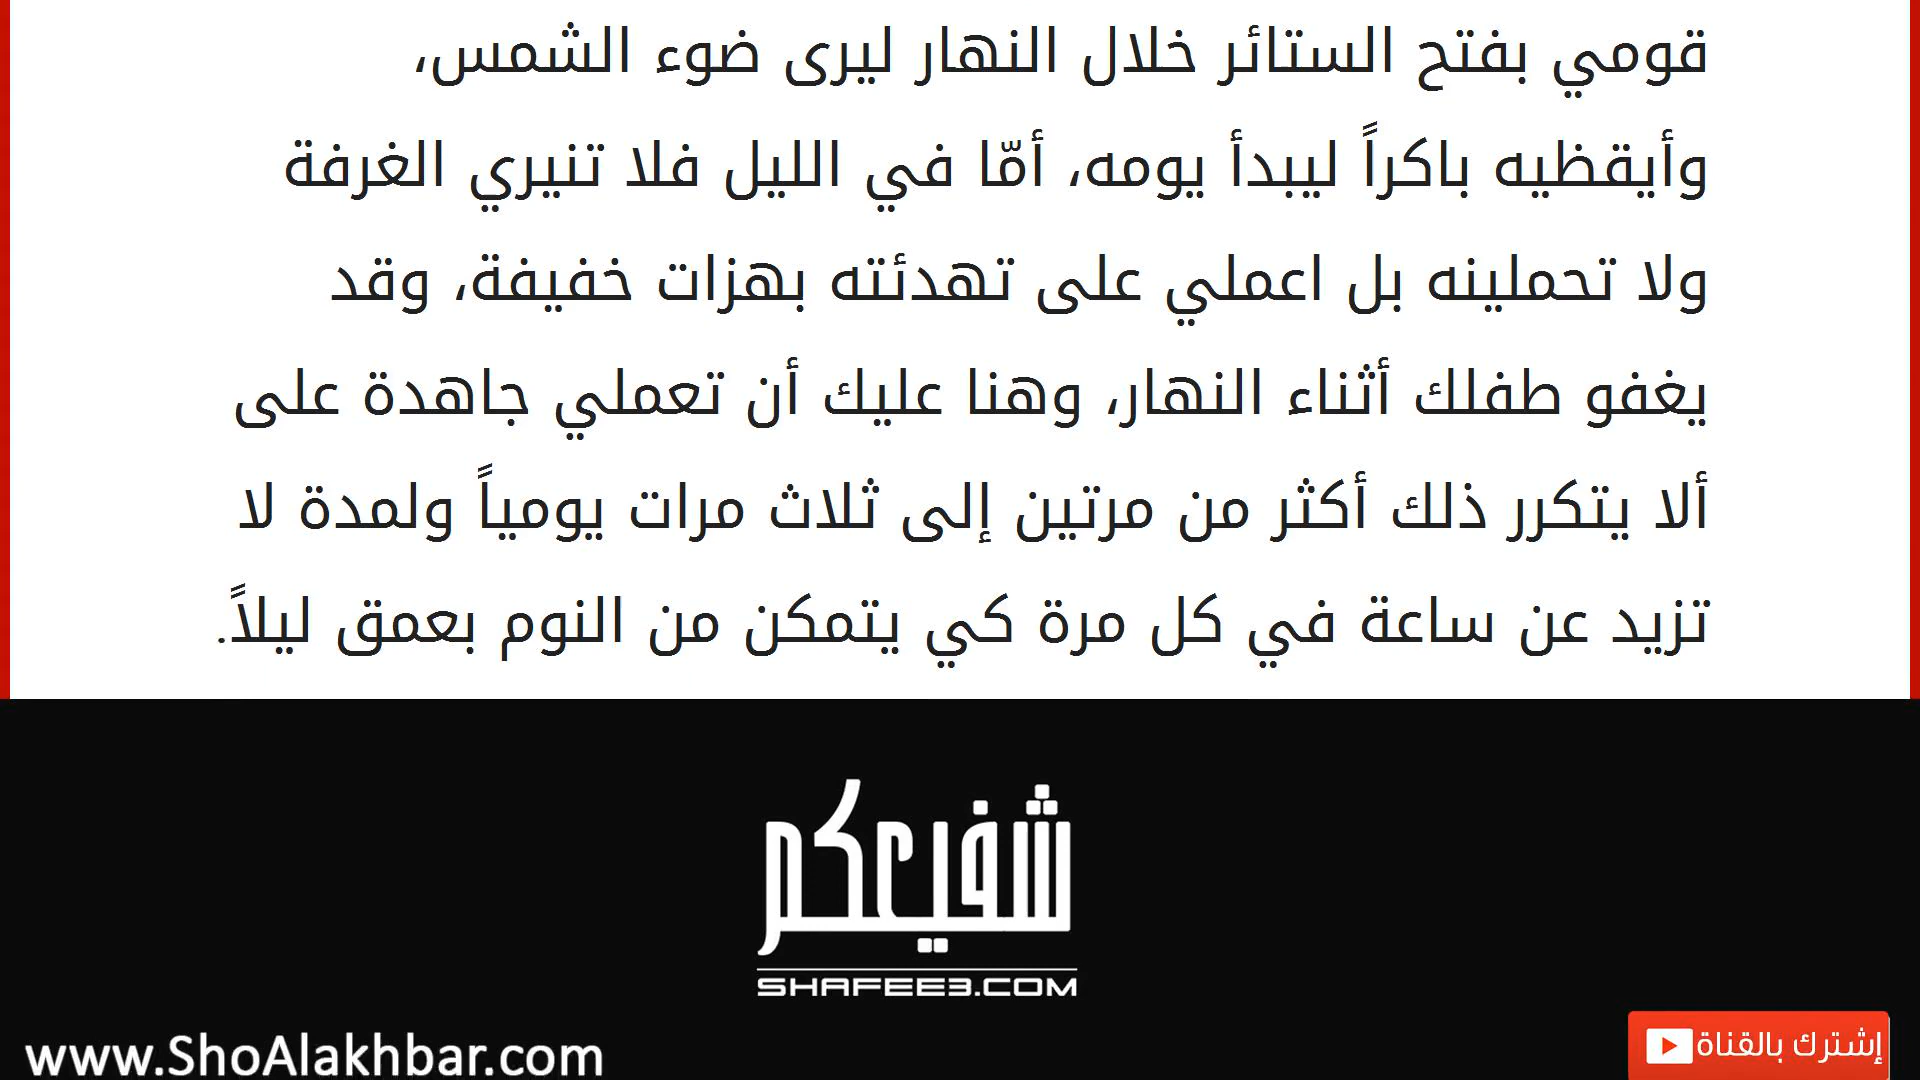 قومي بفتح الستائر خلال النهار ليرى ضوء الشمس،
وأيقظيه باكراً ليبدأ يومه، أمّا في الليل فلا تنيري الغرفة
ولا تحملينه بل اعملي على تهدئته بهزات خفيفة، وقد
يغفو طفلك أثناء النهار، وهنا عليك أن تعملي جاهدة على
ألا يتكرر ذلك أكثر من مرتين إلى ثلاث مرات يومياً ولمدة لا
تزيد عن ساعة في كل مرة كي يتمكن من النوم بعمق ليلاً.
شفيعكم
SHAFEE3.COM
www.ShoAlakhbar.com
إشترك بالقناة